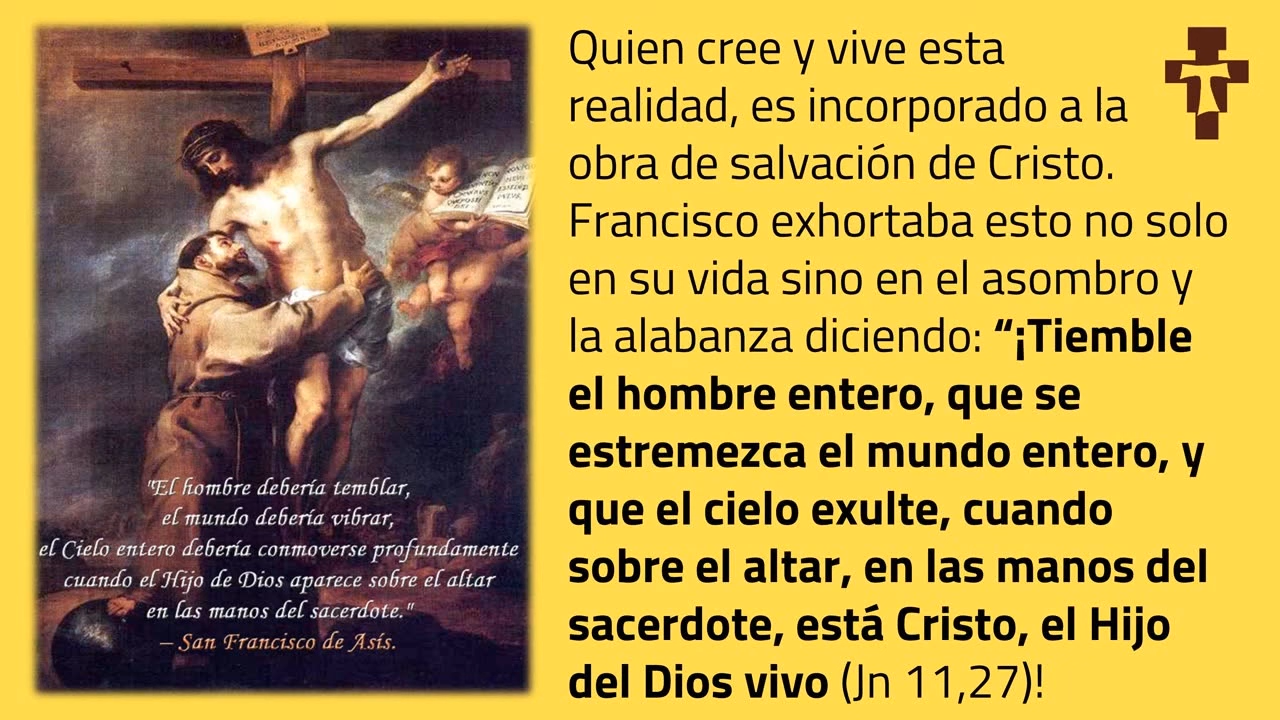 "El hombre debería temblar,
el mundo debería vibrar,
el Cielo entero debería conmoverse profundamente
cuando el Hijo de Dios aparece sobre el altar
en las manos del sacerdote."
– San Francisco de Asís.
Quien cree y vive esta
realidad, es incorporado a la
obra de salvación de Cristo.
Francisco exhortaba esto no solo
en su vida sino en el asombro y
la alabanza diciendo: “¡Tiemble
el hombre entero, que se
estremezca el mundo entero, y
que el cielo exulte, cuando
sobre el altar, en las manos del
sacerdote, está Cristo, el Hijo
del Dios vivo (Jn 11,27)!